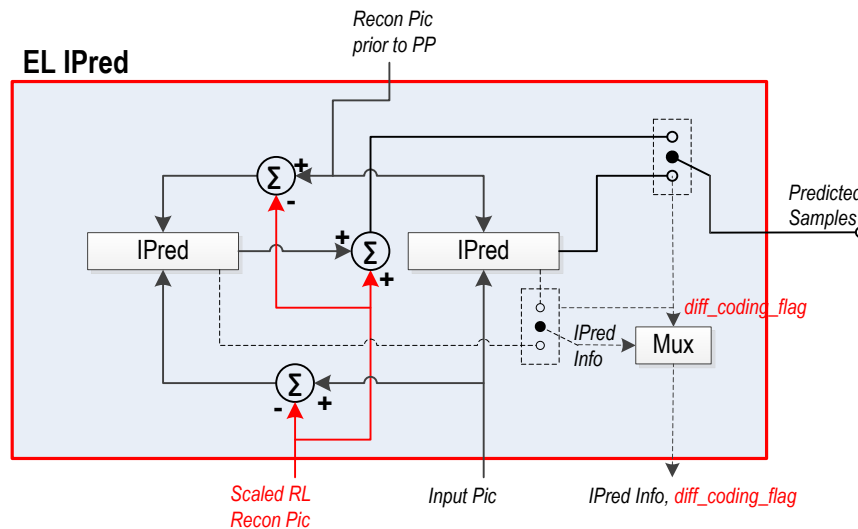 Recon Pic
prior to PP
EL IPred
Σ
+
-
IPred
+
Σ
+
IPred
Predicted
Samples
diff_coding_flag
IPred
Info
Mux
Σ
-
+
Scaled RL
Recon Pic
Input Pic
IPred Info, diff_coding_flag